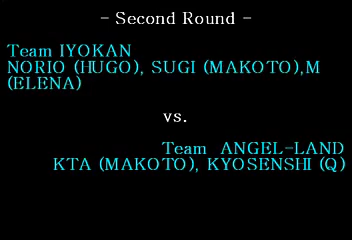 - Second Round -
Team IYOKAN
NORIO (HUGO), SUGI (MAKOTO),M
(ELENA)
vs.
Team ANGEL-LAND
KTA (MAKOTO), KYOSENSHI (Q)